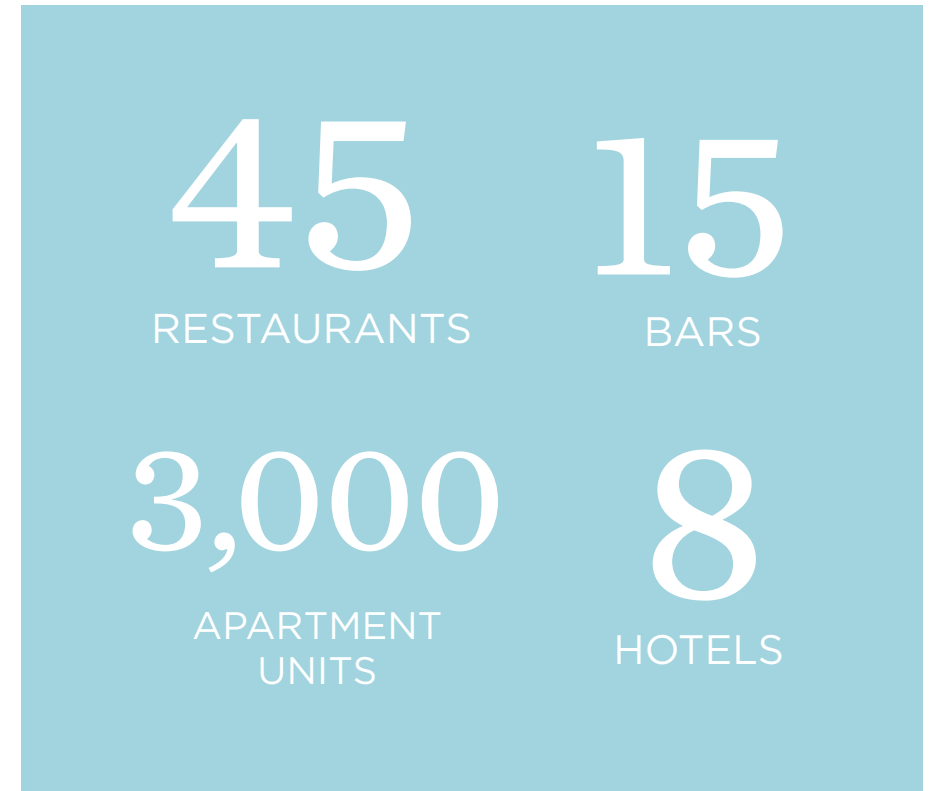 45
RESTAURANTS
15
BARS
3,000
APARTMENT
UNITS
8
HOTELS